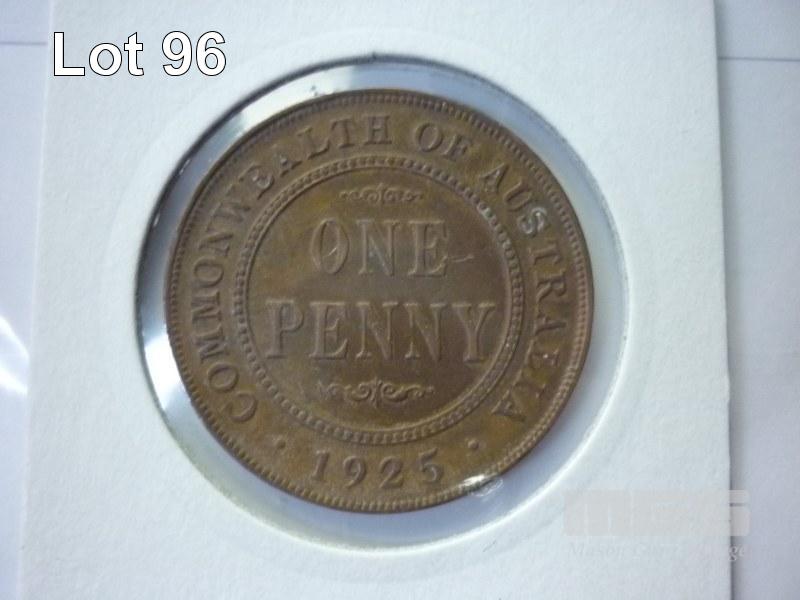 Lot 96
COMMONWEALTH OF AUSTRALIA
ONE
PENNY
1925